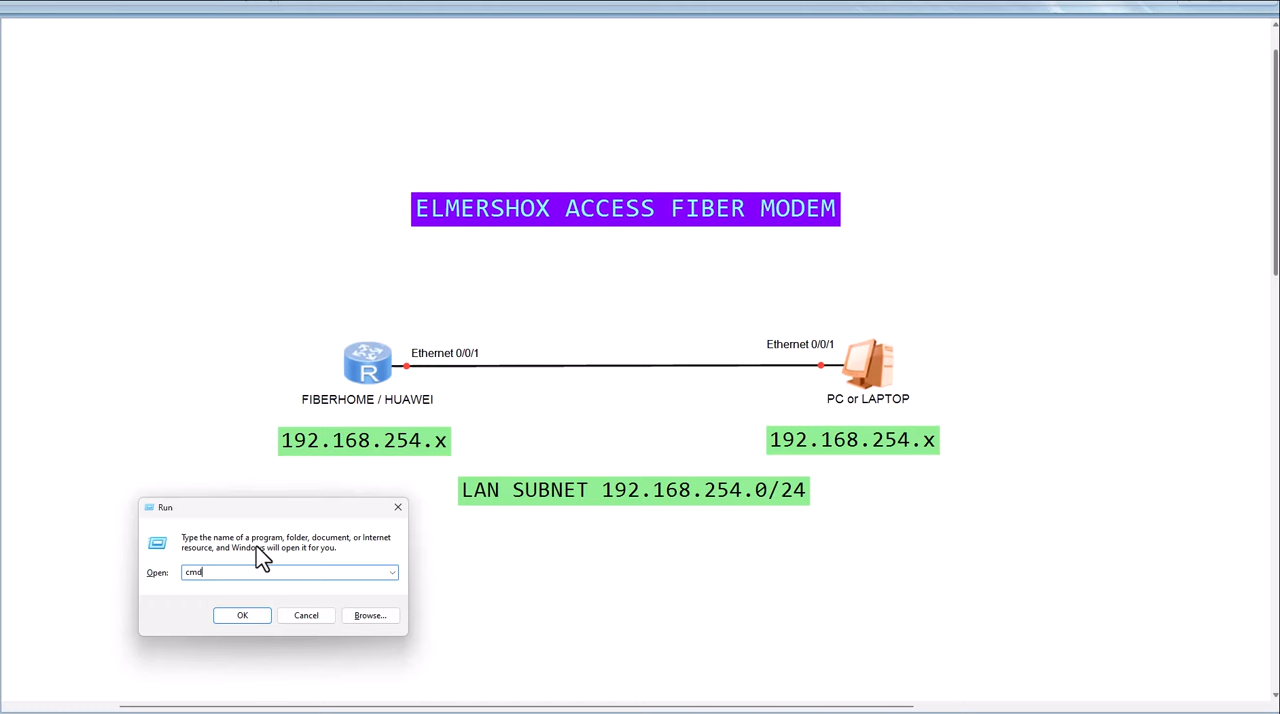 ELMERSHOX ACCESS FIBER MODEM
Ethernet 0/0/1
Ethernet 0/0/1
R
FIBERHOME / HUAWEI
PC or LAPTOP
192.168.254.x
192.168.254.x
LAN SUBNET 192.168.254.0/24
Run
Type the name of a program, folder, document, or Internet
resource, and Windows will open it for you.
Open: cmd
OK Cancel Browse...